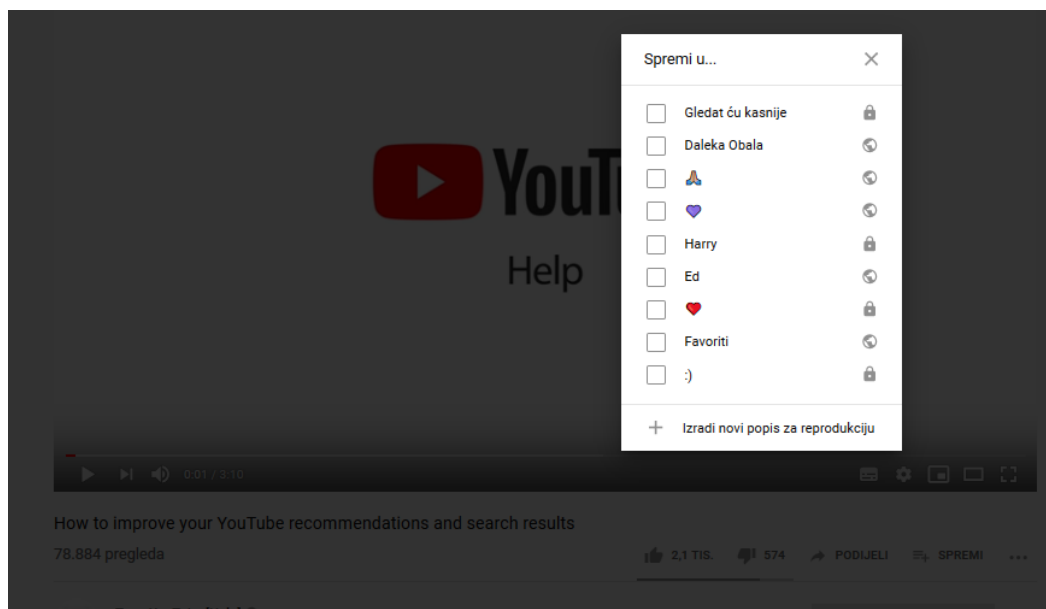 Spremi u...
Gledat ću kasnije
Daleka Obala
🙏🏽
💜
Harry
Ed
❤️
Favoriti
:)
Izradi novi popis za reprodukciju
YouT
Help
0:01 / 3:10
How to improve your YouTube recommendations and search results
78.884 pregleda
2,1 TIS. 574 PODIJELI SPREMI